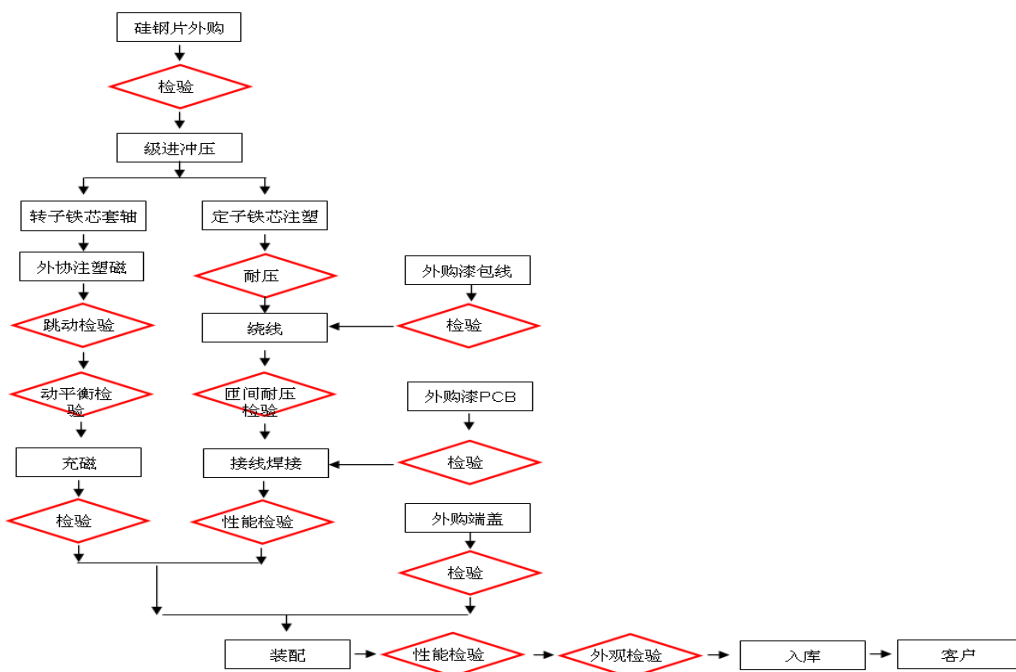 硅钢片外购
检验
级进冲压
转子铁芯套轴
定子铁芯注塑
外协注塑磁
耐压
外购漆包线
跳动检验
绕线
检验
动平衡检
验
匝间耐压
检验
外购漆PCB
充磁
接线焊接
检验
检验
性能检验
外购端盖
检验
装配
性能检验
外观检验
入库
客户